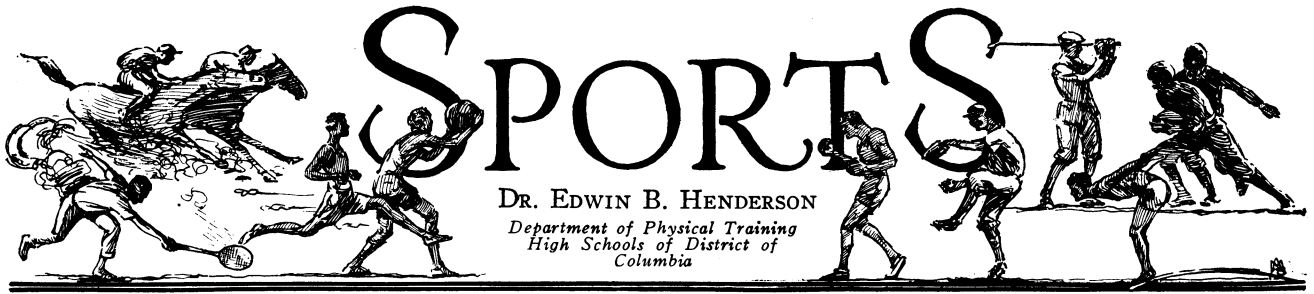 SPORTS
DR. EDWIN B. HENDERSON
Department of Physical Training
High Schools of District of
Columbia